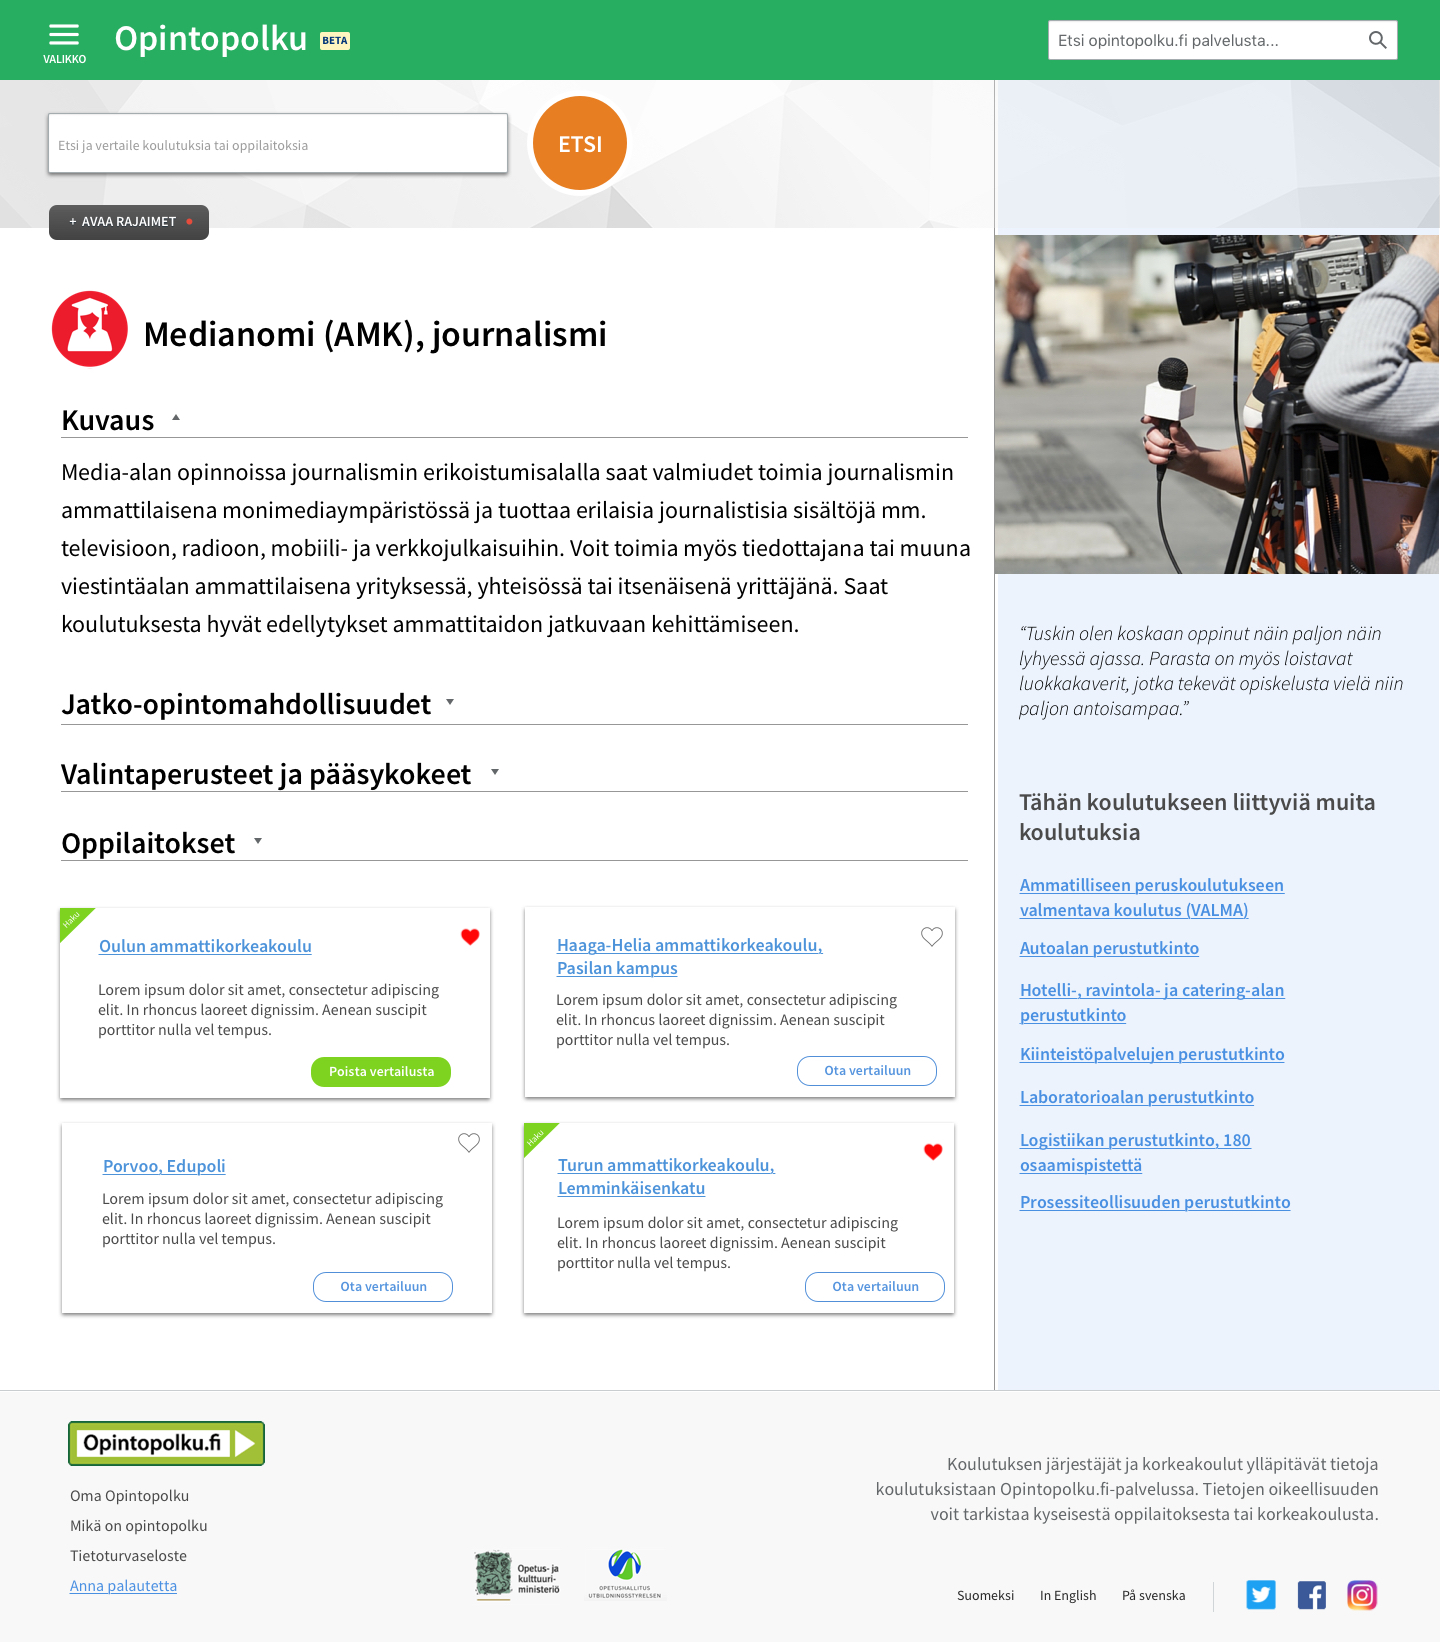 VALIKKO
Opintopolku BETA
Etsi opintopolku.fi palvelusta...
Etsi ja vertaile koulutuksia tai oppilaitoksia
ETSI
+ AVAA RAJAIMET
Medianomi (AMK), journalismi
Kuvaus
Media-alan opinnoissa journalismin erikoistumisalalla saat valmiudet toimia journalismin
ammattilaisena monimediaympäristössä ja tuottaa erilaisia journalistisia sisältöjä mm.
televisioon, radioon, mobiili- ja verkkojulkaisuihin. Voit toimia myös tiedottajana tai muuna
viestintäalan ammattilaisena yrityksessä, yhteisössä tai itsenäisenä yrittäjänä. Saat
koulutuksesta hyvät edellytykset ammattitaidon jatkuvaan kehittämiseen.
Jatko-opintomahdollisuudet
Valintaperusteet ja pääsykokeet
Oppilaitokset
Haku
Oulun ammattikorkeakoulu
Lorem ipsum dolor sit amet, consectetur adipiscing
elit. In rhoncus laoreet dignissim. Aenean suscipit
porttitor nulla vel tempus.
Poista vertailusta
Haaga-Helia ammattikorkeakoulu,
Pasilan kampus
Lorem ipsum dolor sit amet, consectetur adipiscing
elit. In rhoncus laoreet dignissim. Aenean suscipit
porttitor nulla vel tempus.
Ota vertailuun
Porvoo, Edupoli
Lorem ipsum dolor sit amet, consectetur adipiscing
elit. In rhoncus laoreet dignissim. Aenean suscipit
porttitor nulla vel tempus.
Ota vertailuun
Haku
Turun ammattikorkeakoulu,
Lemminkäisenkatu
Lorem ipsum dolor sit amet, consectetur adipiscing
elit. In rhoncus laoreet dignissim. Aenean suscipit
porttitor nulla vel tempus.
Ota vertailuun
“Tuskin olen koskaan oppinut näin paljon näin
lyhyessä ajassa. Parasta on myös loistavat
luokkakaverit, jotka tekevät opiskelusta vielä niin
paljon antoisampaa.”
Tähän koulutukseen liittyviä muita
koulutuksia
Ammatilliseen peruskoulutukseen
valmentava koulutus (VALMA)
Autoalan perustutkinto
Hotelli-, ravintola- ja catering-alan
perustutkinto
Kiinteistöpalvelujen perustutkinto
Laboratorioalan perustutkinto
Logistiikan perustutkinto, 180
osaamispistettä
Prosessiteollisuuden perustutkinto
Opintopolku.fi
Oma Opintopolku
Mikä on opintopolku
Tietoturvaseloste
Anna palautetta
Opetus- ja
kulttuuri-
ministeriö
OPETUSHALLITUS
UTBILDNINGSSTYRELSEN
Koulutuksen järjestäjät ja korkeakoulut ylläpitävät tietoja
koulutuksistaan Opintopolku.fi-palvelussa. Tietojen oikeellisuuden
voit tarkistaa kyseisestä oppilaitoksesta tai korkeakoulusta.
Suomeksi In English På svenska